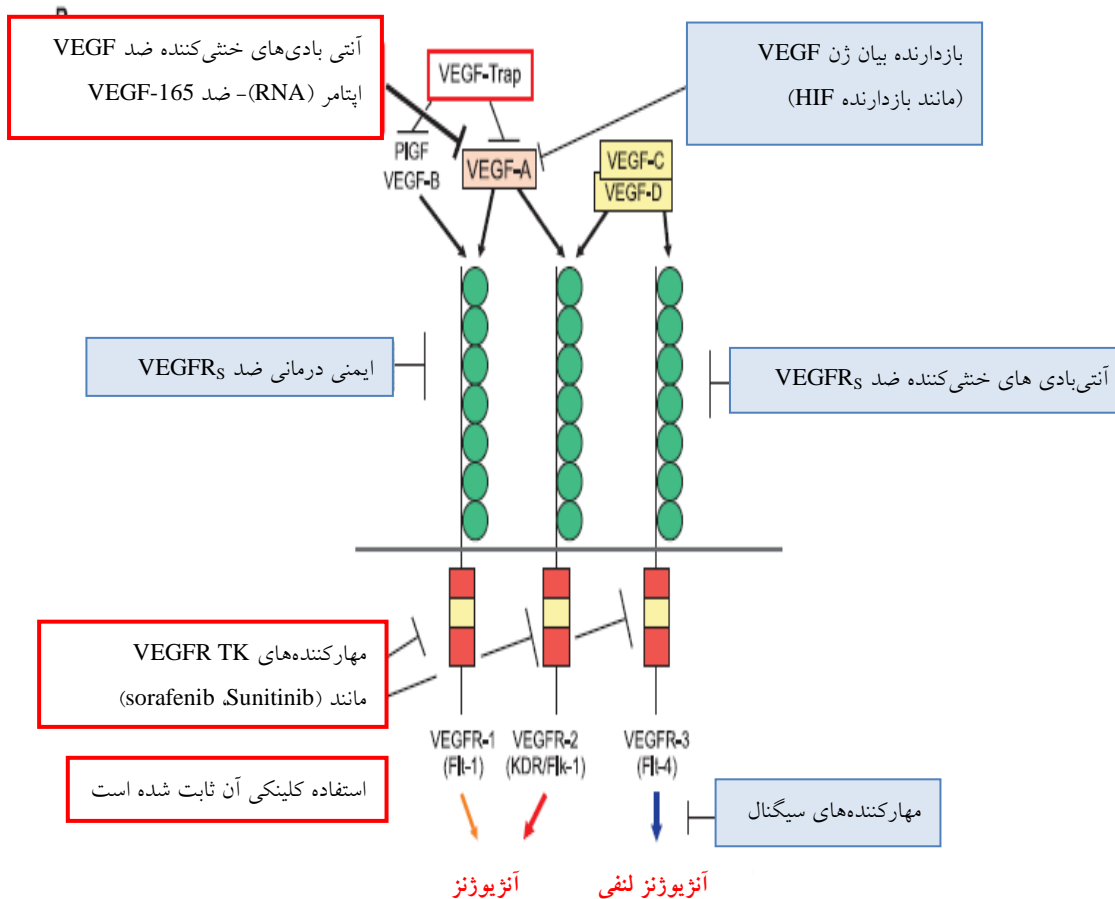 آنتی بادی‌های خنثی‌کننده ضد VEGF
اپتامر (RNA)- ضد VEGF-165
VEGF-Trap
بازدارنده بیان ژن VEGF
(مانند بازدارنده HIF)
PlGF
VEGF-B
VEGF-A
VEGF-C
VEGF-D
ایمنی درمانی ضد VEGFRs
آنتی‌بادی های خنثی‌کننده ضد VEGFRs
مهارکننده‌های VEGFR TK
مانند (sorafenib ،Sunitinib)
VEGFR-1
(Flt-1)
VEGFR-2
(KDR/Flk-1)
VEGFR-3
(Flt-4)
استفاده کلینکی آن ثابت شده است
مهارکننده‌های سیگنال
آنژیوژنز
آنژیوژنز لنفی